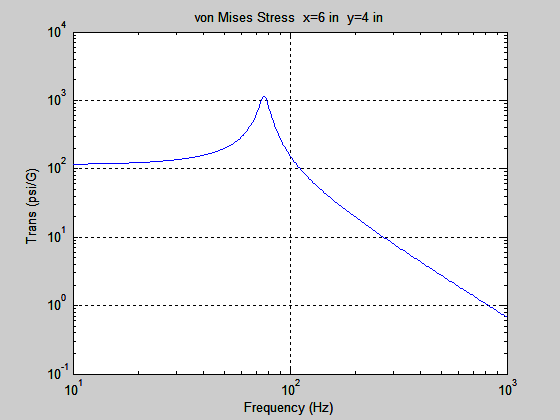 von Mises Stress  x=6 in  y=4 in
10^4
10^3
10^2
10^1
10^0
10^-1
Trans (psi/G)
10^1 10^2 10^3
Frequency (Hz)